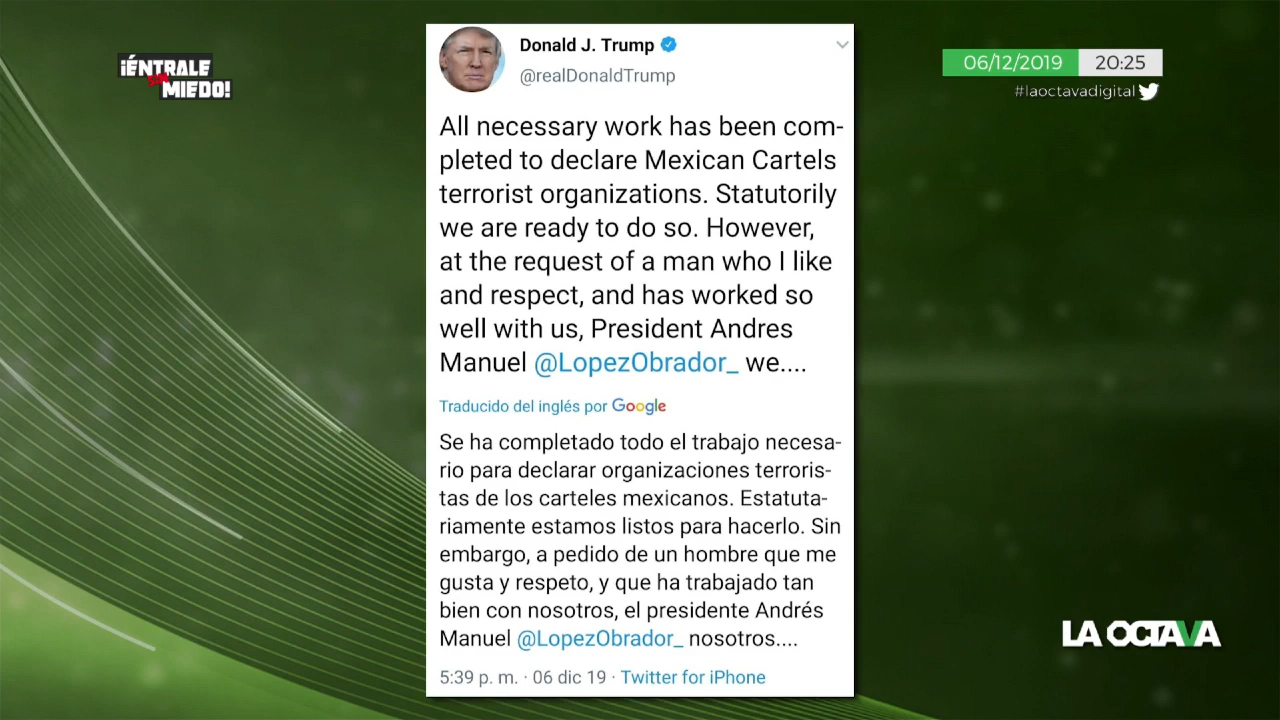 ¡ÉNTRALE
SIN
MIEDO!
Donald J. Trump
@realDonaldTrump
06/12/2019 20:25
#laoctavadigital
All necessary work has been com-
pleted to declare Mexican Cartels
terrorist organizations. Statutorily
we are ready to do so. However,
at the request of a man who I like
and respect, and has worked so
well with us, President Andres
Manuel @LopezObrador_ we....
Traducido del inglés por Google
Se ha completado todo el trabajo necesa-
rio para declarar organizaciones terroris-
tas de los carteles mexicanos. Estatuta-
riamente estamos listos para hacerlo. Sin
embargo, a pedido de un hombre que me
gusta y respeto, y que ha trabajado tan
bien con nosotros, el presidente Andrés
Manuel @LopezObrador_ nosotros....
5:39 p. m. · 06 dic 19 · Twitter for iPhone
LA OCTAVA